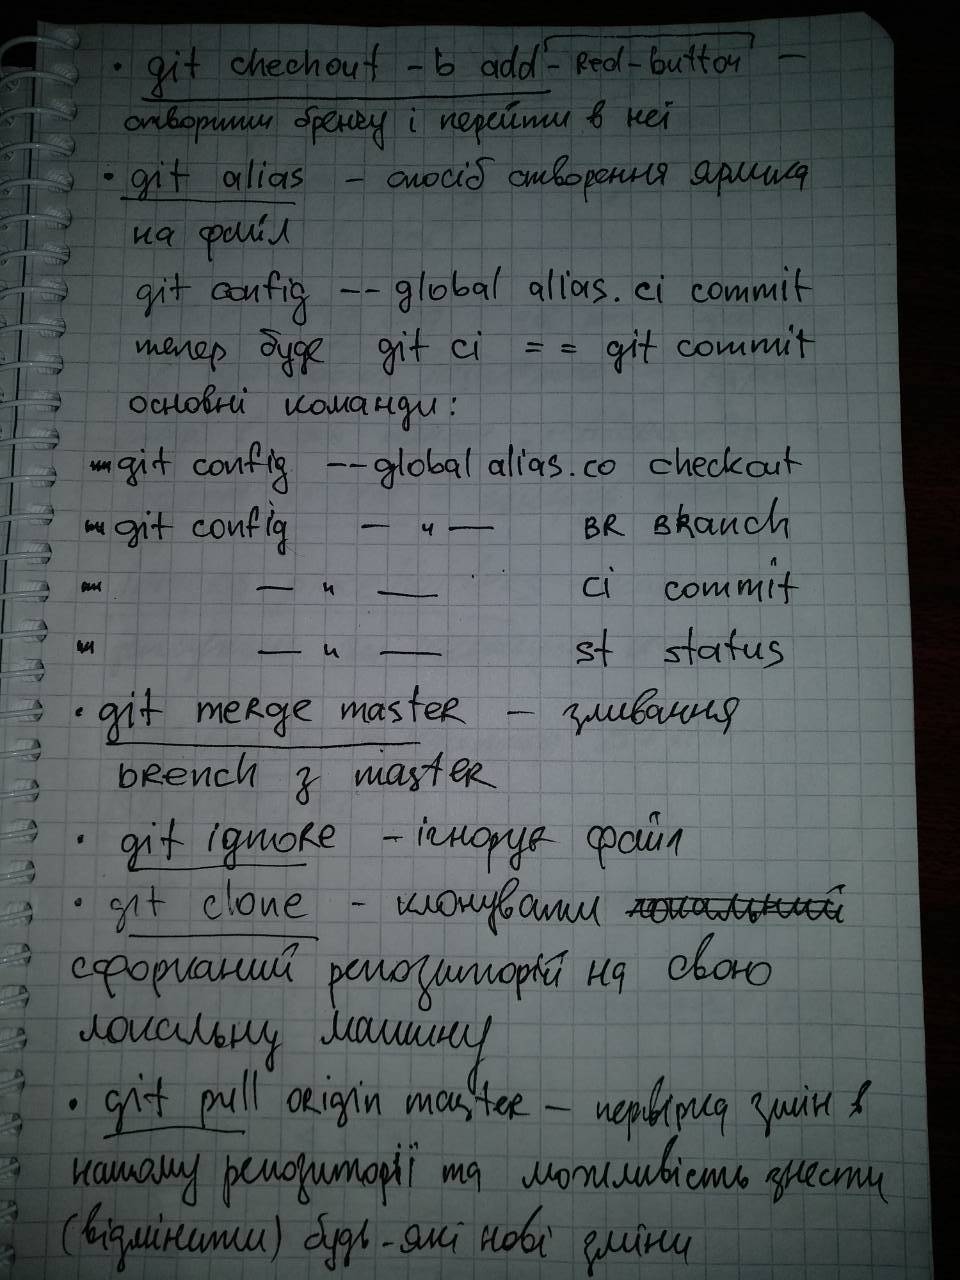 · git chechout -b add-Red-button —
створити бренчу і перейти в неї
· git alias — спосіб створення ярлика
на файл
git config --global alias.ci commit
тепер буде git ci == git commit
основні команди:
git config --global alias.co checkout
git config — ч — BR BRanch
— ч — ci commit
— ч — st status
· git merge master — зливання
brench з master
· git ignore — ігнорує файл
· git clone — клонувати локальний
сфорканий репозиторій на свою
локальну машину
· git pull origin master — первірка змін в
нашому репозиторії та можливість знести
(відмінити) будь-які нові зміни